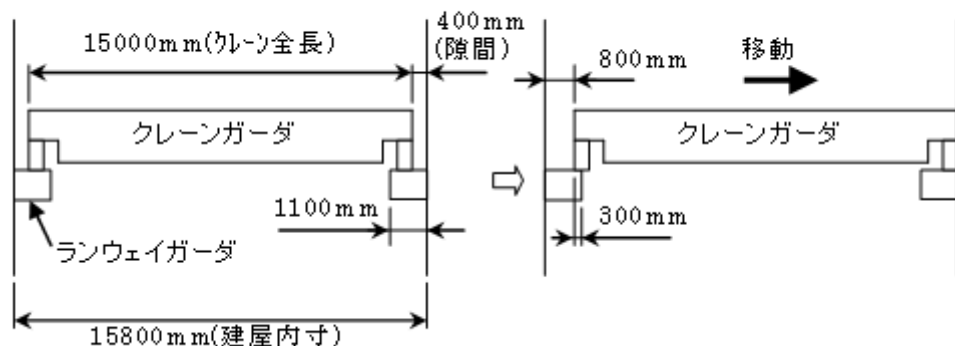 15000mm(クレーン全長)
400mm
(隙間)
クレーンガーダ
1100mm
ランウェイガーダ
15800mm(建屋内寸)
800mm
移動
クレーンガーダ
300mm